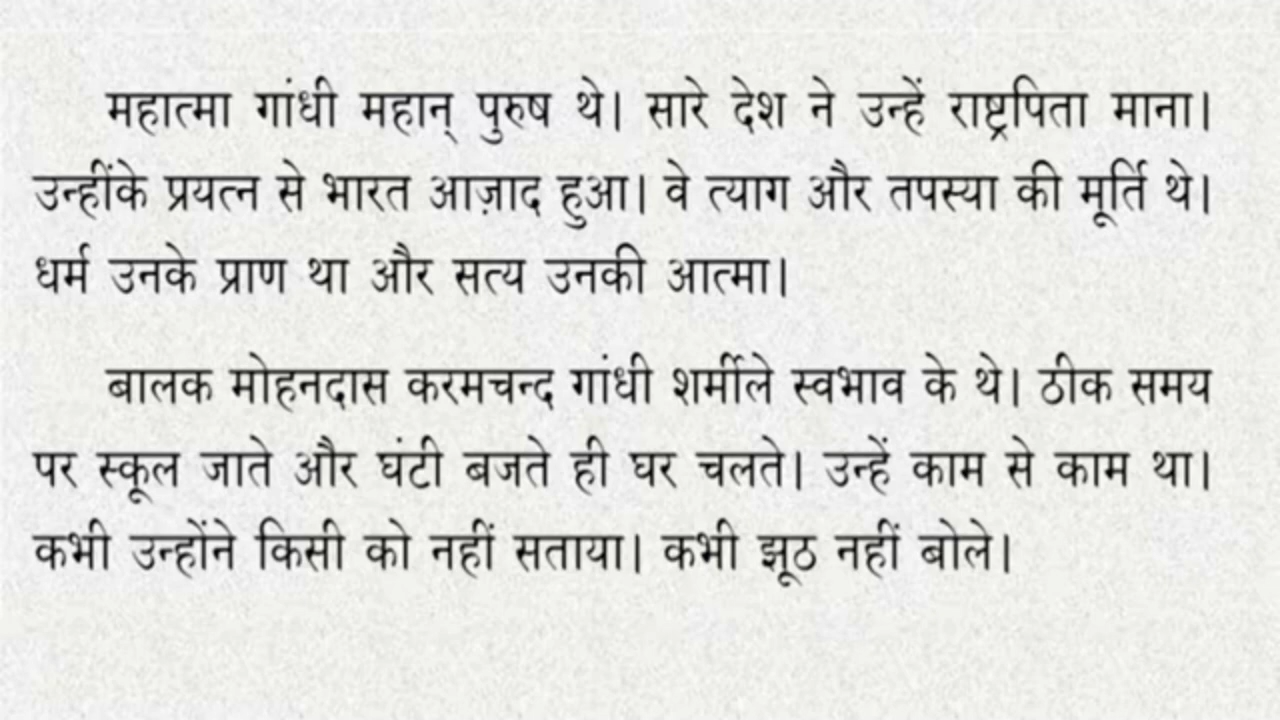 महात्मा गांधी महान् पुरुष थे। सारे देश ने उन्हें राष्ट्रपिता माना।
उन्हींके प्रयत्न से भारत आज़ाद हुआ। वे त्याग और तपस्या की मूर्ति थे।
धर्म उनके प्राण था और सत्य उनकी आत्मा।
बालक मोहनदास करमचन्द गांधी शर्मीले स्वभाव के थे। ठीक समय
पर स्कूल जाते और घंटी बजते ही घर चलते। उन्हें काम से काम था।
कभी उन्होंने किसी को नहीं सताया। कभी झूठ नहीं बोले।